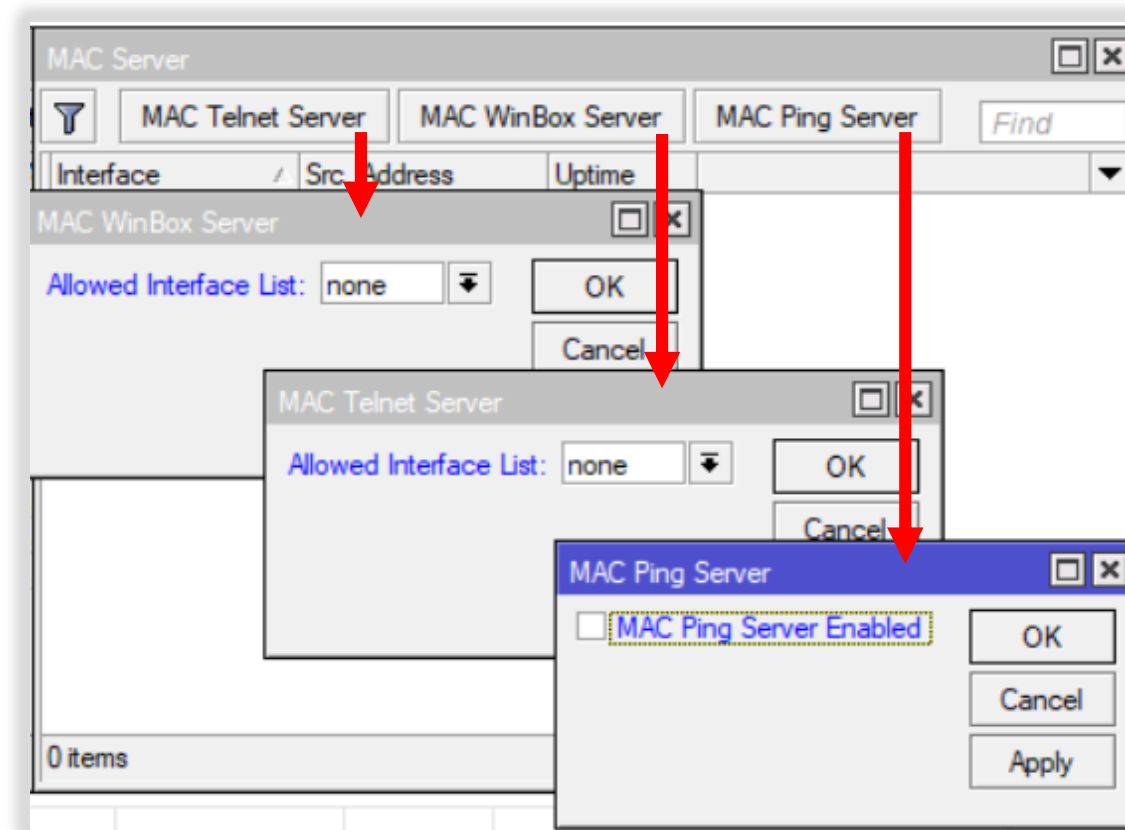 MAC Server
MAC Telnet Server MAC WinBox Server MAC Ping Server Find
Interface Src. Address Uptime
MAC WinBox Server
Allowed Interface List: none OK
Cancel
MAC Telnet Server
Allowed Interface List: none OK
Cancel
MAC Ping Server
MAC Ping Server Enabled OK
Cancel
0 items Apply